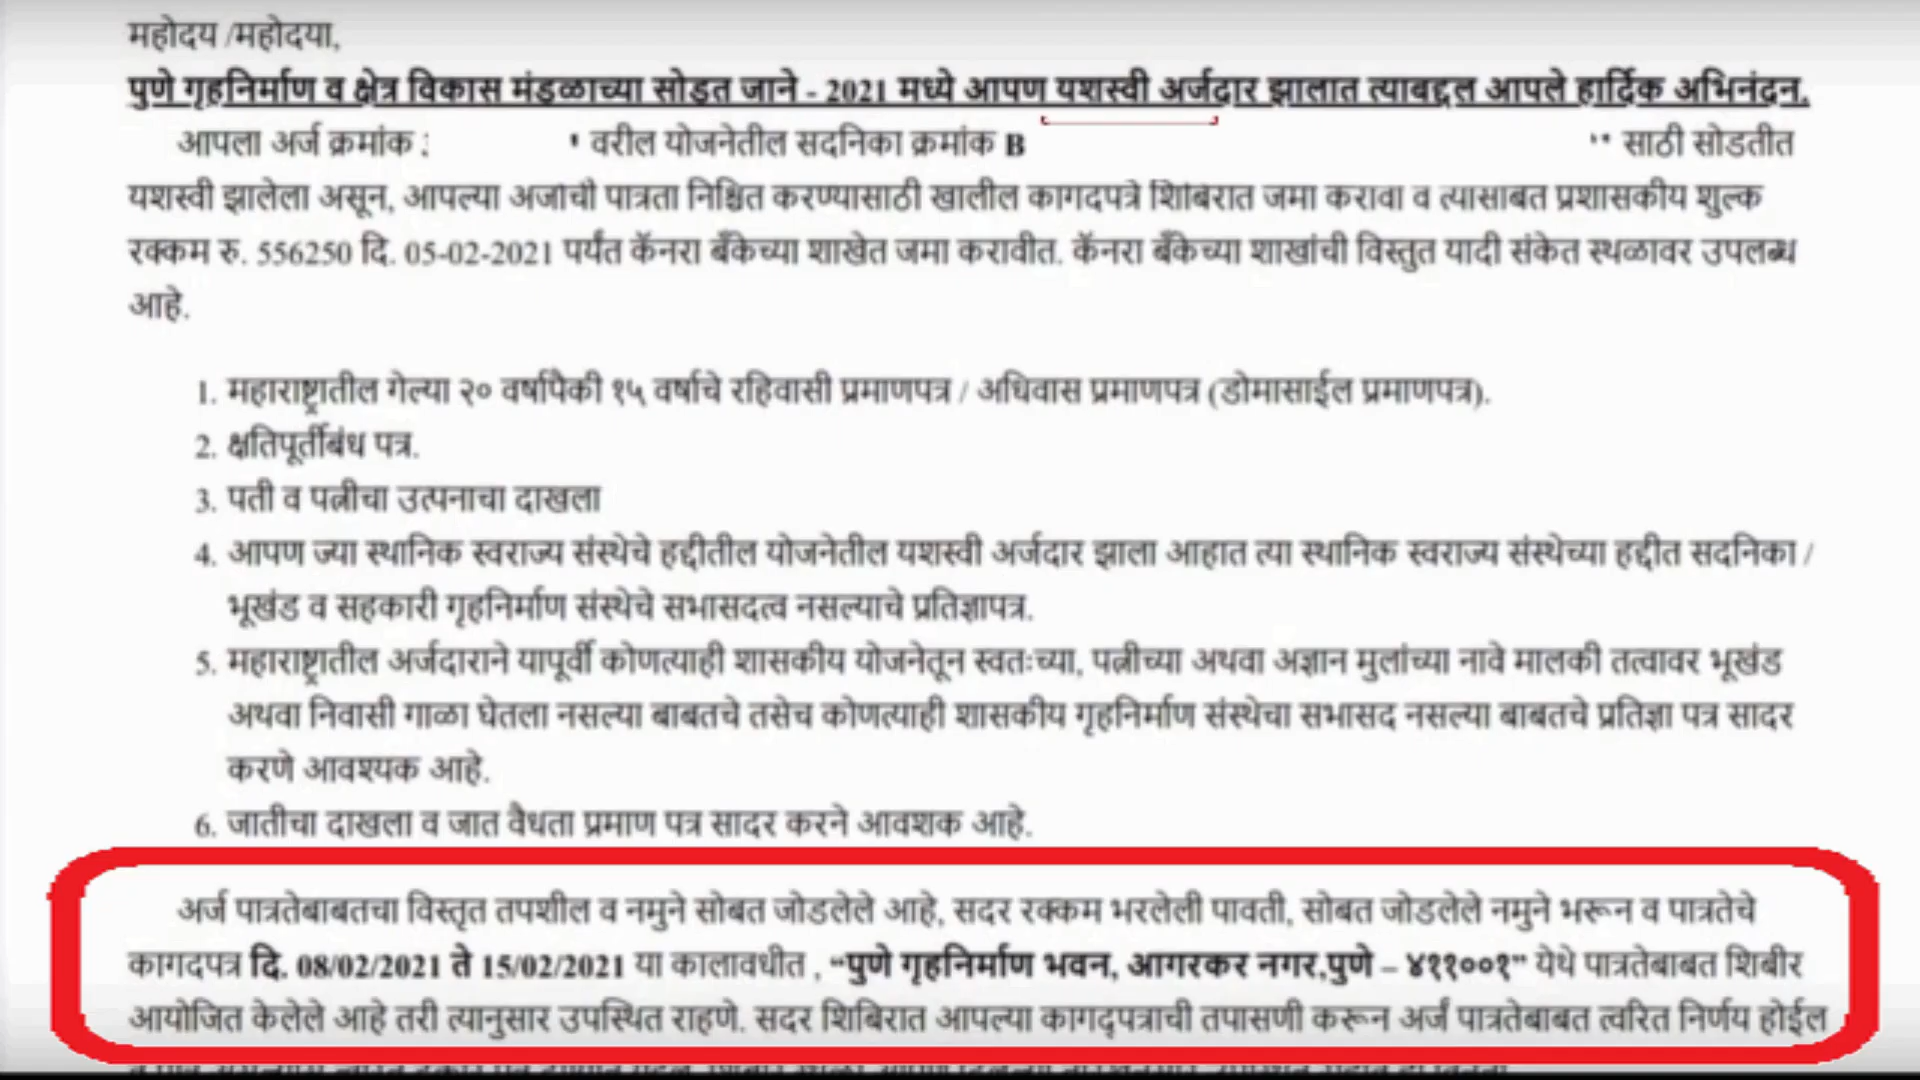 महोदय /महोदया,
पुणे गृहनिर्माण व क्षेत्र विकास मंडळाच्या सोडत जाने - 2021 मध्ये आपण यशस्वी अर्जदार झालात त्याबद्दल आपले हार्दिक अभिनंदन.
आपला अर्ज क्रमांक : वरील योजनेतील सदनिका क्रमांक B साठी सोडतीत
यशस्वी झालेला असून, आपल्या अर्जाची पात्रता निश्चित करण्यासाठी खालील कागदपत्रे शिबिरात जमा करावा व त्यासोबत प्रशासकीय शुल्क
रक्कम रु. 556250 दि. 05-02-2021 पर्यंत कॅनरा बँकेच्या शाखेत जमा करावीत. कॅनरा बँकेच्या शाखांची विस्तुत यादी संकेत स्थळावर उपलब्ध
आहे.
1. महाराष्ट्रातील गेल्या २० वर्षापैकी १५ वर्षाचे रहिवासी प्रमाणपत्र / अधिवास प्रमाणपत्र (डोमासाईल प्रमाणपत्र).
2. क्षतिपूर्तीबंध पत्र.
3. पती व पत्नीचा उत्पनाचा दाखला
4. आपण ज्या स्थानिक स्वराज्य संस्थेचे हद्दीतील योजनेतील यशस्वी अर्जदार झाला आहात त्या स्थानिक स्वराज्य संस्थेच्या हद्दीत सदनिका /
भूखंड व सहकारी गृहनिर्माण संस्थेचे सभासदत्व नसल्याचे प्रतिज्ञापत्र.
5. महाराष्ट्रातील अर्जदाराने यापूर्वी कोणत्याही शासकीय योजनेतून स्वतःच्या, पत्नीच्या अथवा अज्ञान मुलांच्या नावे मालकी तत्वावर भूखंड
अथवा निवासी गाळा घेतला नसल्या बाबतचे तसेच कोणत्याही शासकीय गृहनिर्माण संस्थेचा सभासद नसल्या बाबतचे प्रतिज्ञा पत्र सादर
करणे आवश्यक आहे.
6. जातीचा दाखला व जात वैधता प्रमाण पत्र सादर करने आवशक आहे.
अर्ज पात्रतेबाबतचा विस्तृत तपशील व नमुने सोबत जोडलेले आहे, सदर रक्कम भरलेली पावती, सोबत जोडलेले नमुने भरून व पात्रतेचे
कागदपत्र दि. 08/02/2021 ते 15/02/2021 या कालावधीत , "पुणे गृहनिर्माण भवन, आगरकर नगर,पुणे – ४११००१" येथे पात्रतेबाबत शिबीर
आयोजित केलेले आहे तरी त्यानुसार उपस्थित राहणे. सदर शिबिरात आपल्या कागद्पत्राची तपासणी करून अर्ज पात्रतेबाबत त्वरित निर्णय होईल